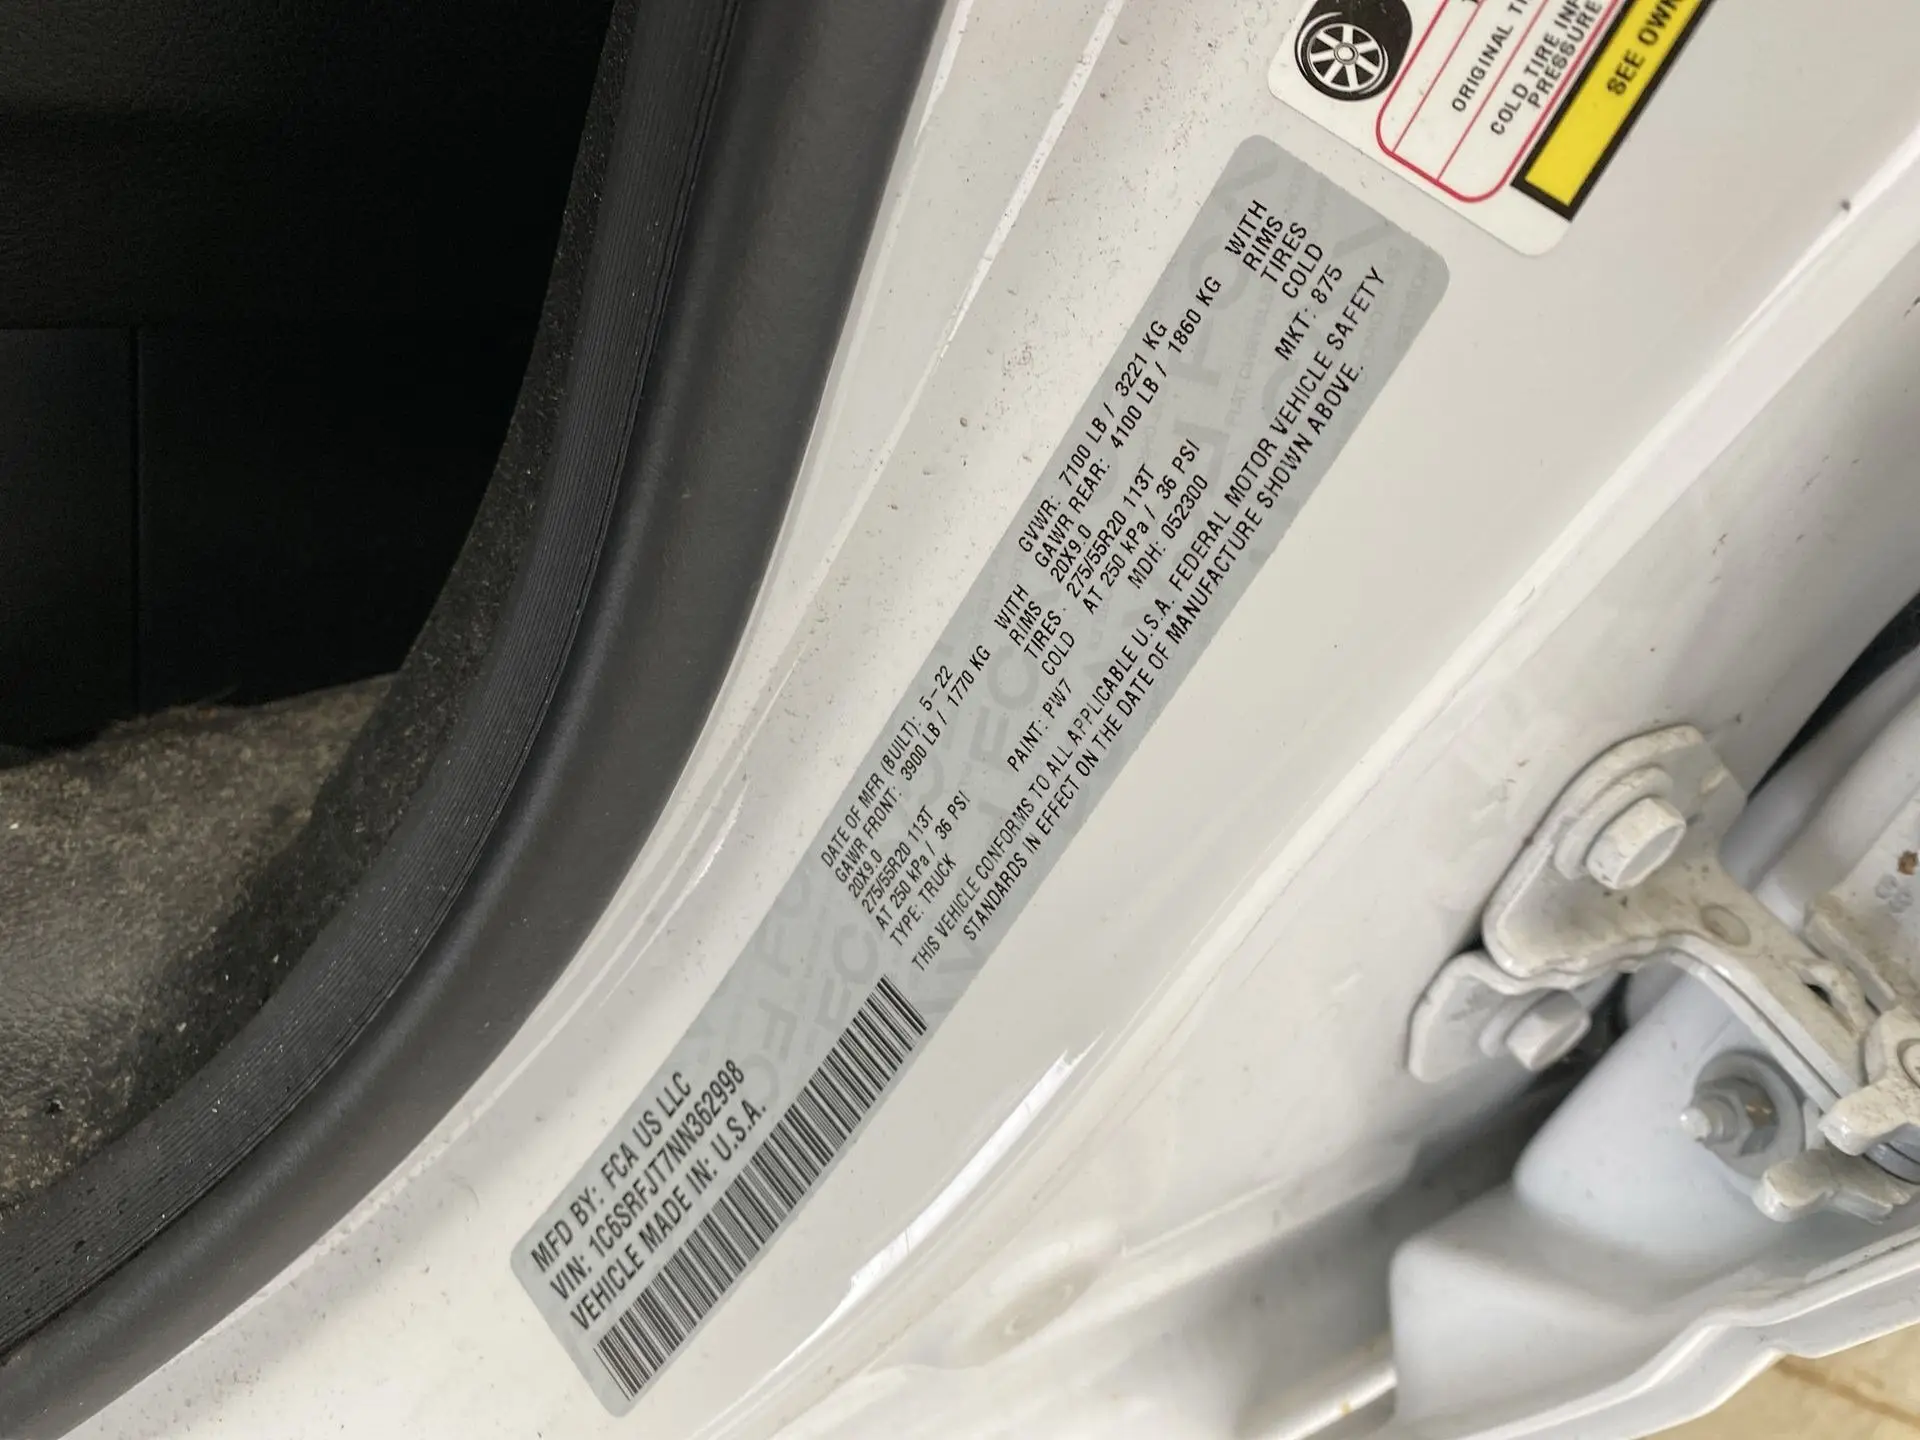 ORIGINAL TI
COLD TIRE INF
PRESSURE
SEE OWN
MFD BY: FCA US LLC
VIN: 1C6SRFJT7NN362998
VEHICLE MADE IN: U.S.A.
DATE OF MFR (BUILT): 5-22 GVWR: 7100 LB / 3221 KG
GAWR FRONT: 3900 LB / 1770 KG WITH GAWR REAR: 4100 LB / 1860 KG WITH
20X9.0 RIMS 20X9.0 RIMS
275/55R20 113T TIRES 275/55R20 113T TIRES
AT 250 kPa / 36 PSI COLD AT 250 kPa / 36 PSI COLD
TYPE: TRUCK PAINT: PW7 MDH: 052300 MKT: 875
THIS VEHICLE CONFORMS TO ALL APPLICABLE U.S.A. FEDERAL MOTOR VEHICLE SAFETY
STANDARDS IN EFFECT ON THE DATE OF MANUFACTURE SHOWN ABOVE.